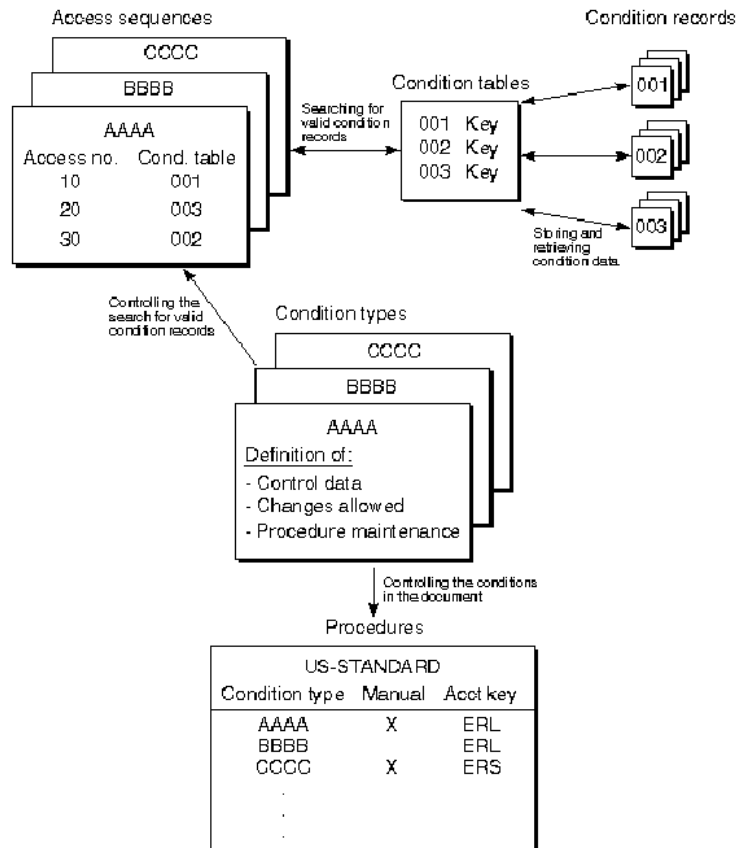 Access sequences
CCCC
BBBB
AAAA
Access no. Cond. table
10 001
20 003
30 002
Searching for
valid condition
records
Condition tables
001 Key
002 Key
003 Key
Condition records
001
002
003
Storing and
retrieving
condition data
Controlling the
search for valid
condition records
Condition types
CCCC
BBBB
AAAA
Definition of:
- Control data
- Changes allowed
- Procedure maintenance
Controlling the conditions
in the document
Procedures
US-STANDARD
Condition type Manual Acct key
AAAA X ERL
BBBB ERL
CCCC X ERS
.
.
.